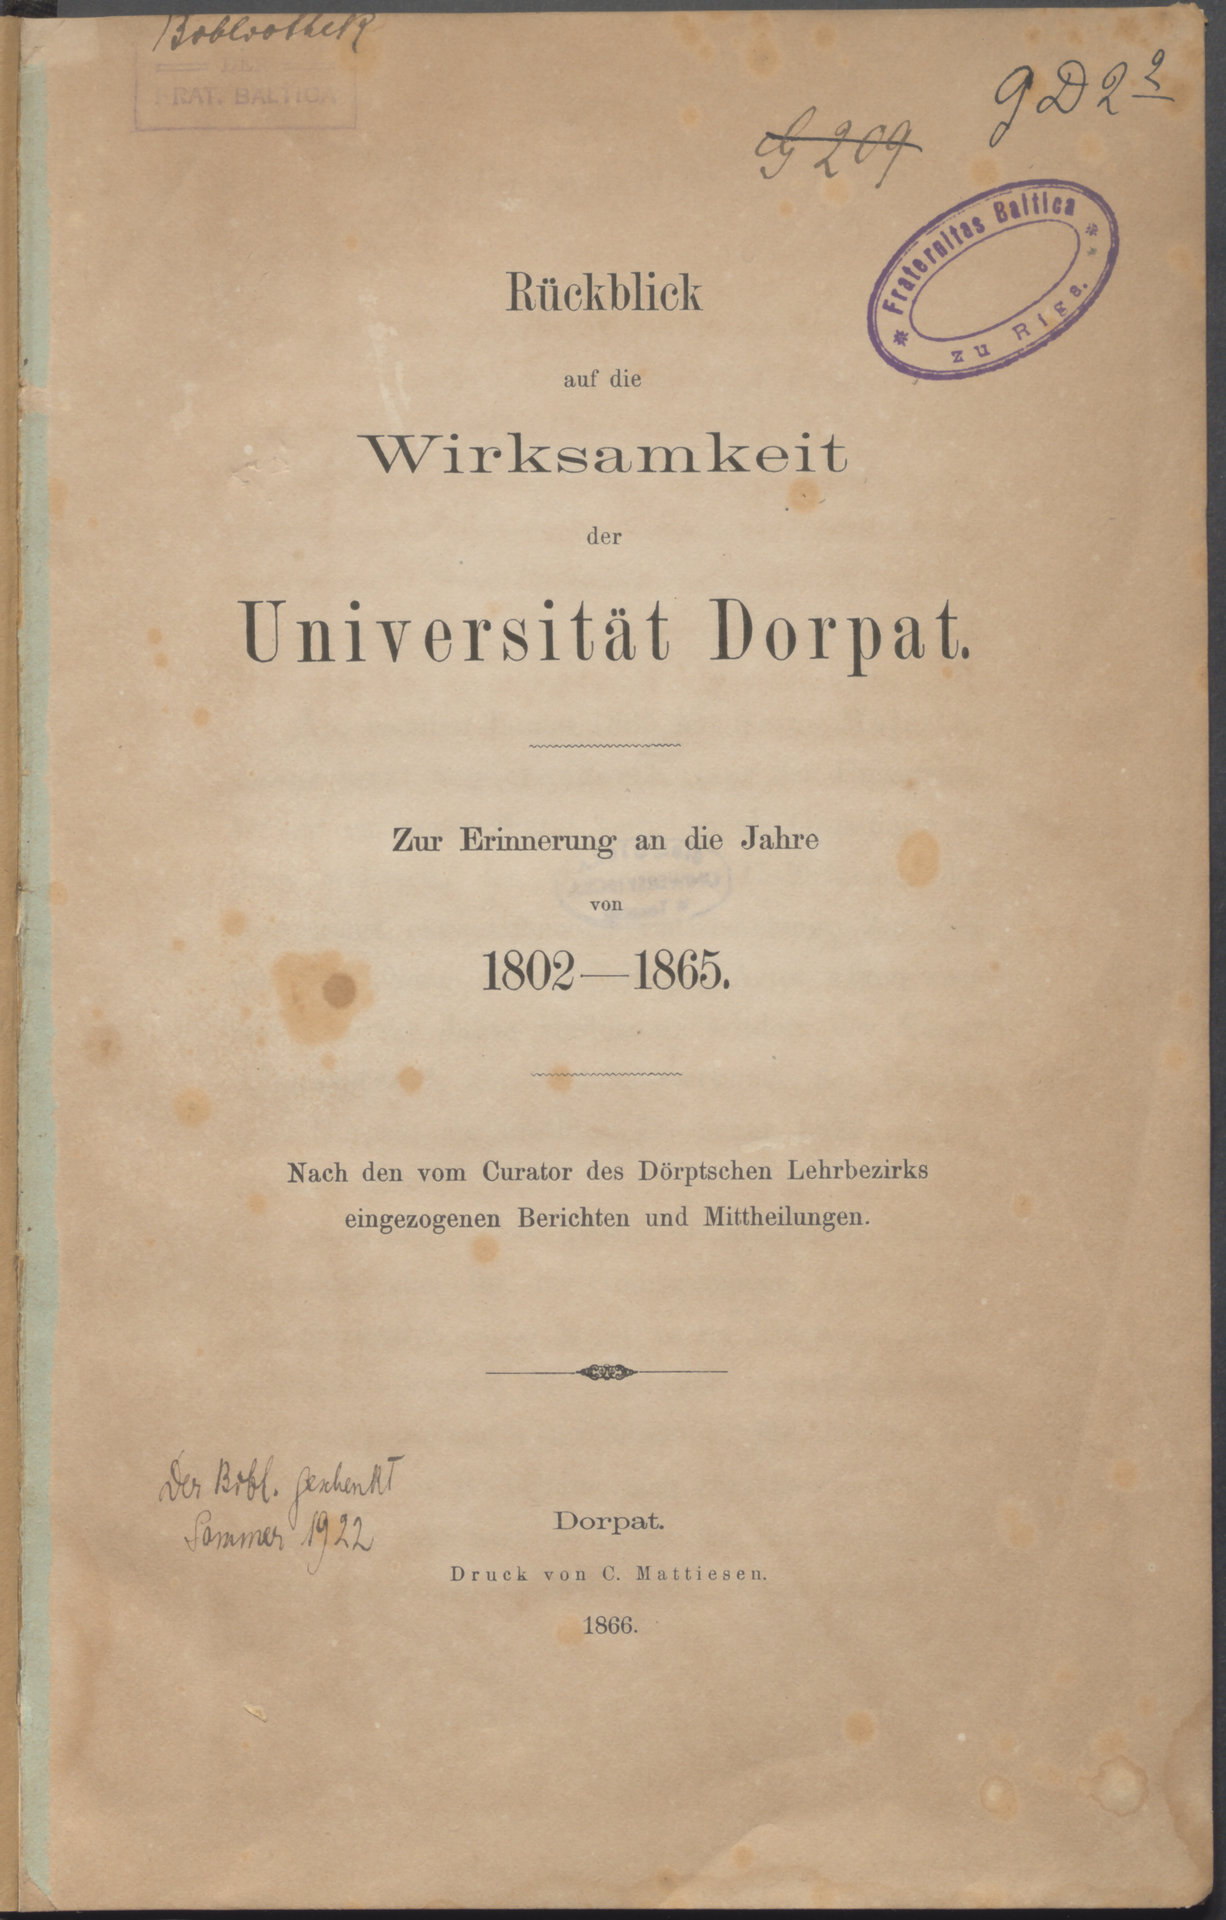 Bibliothek
DER
FRAT. BALTICA
g D 2 2
G 209
* Fraternitas Baltica *
zu Riga.
Rückblick
auf die
Wirksamkeit
der
Universität Dorpat.
Zur Erinnerung an die Jahre
von
1802—1865.
Nach den vom Curator des Dörptschen Lehrbezirks
eingezogenen Berichten und Mittheilungen.
Der Bibl. geschenkt
Sommer 1922
Dorpat.
Druck von C. Mattiesen.
1866.